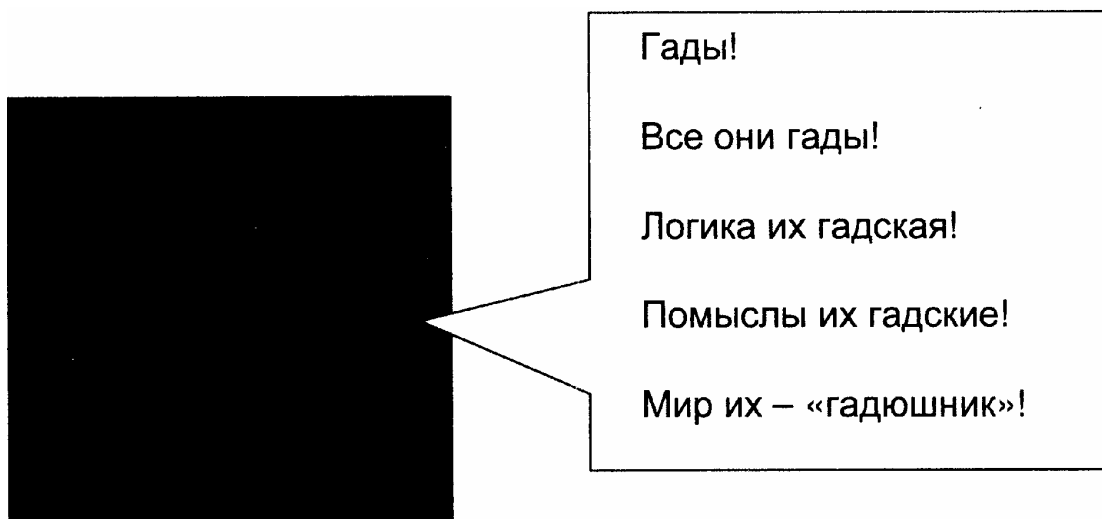 Гады!
Все они гады!
Логика их гадская!
Помыслы их гадские!
Мир их – «гадюшник»!